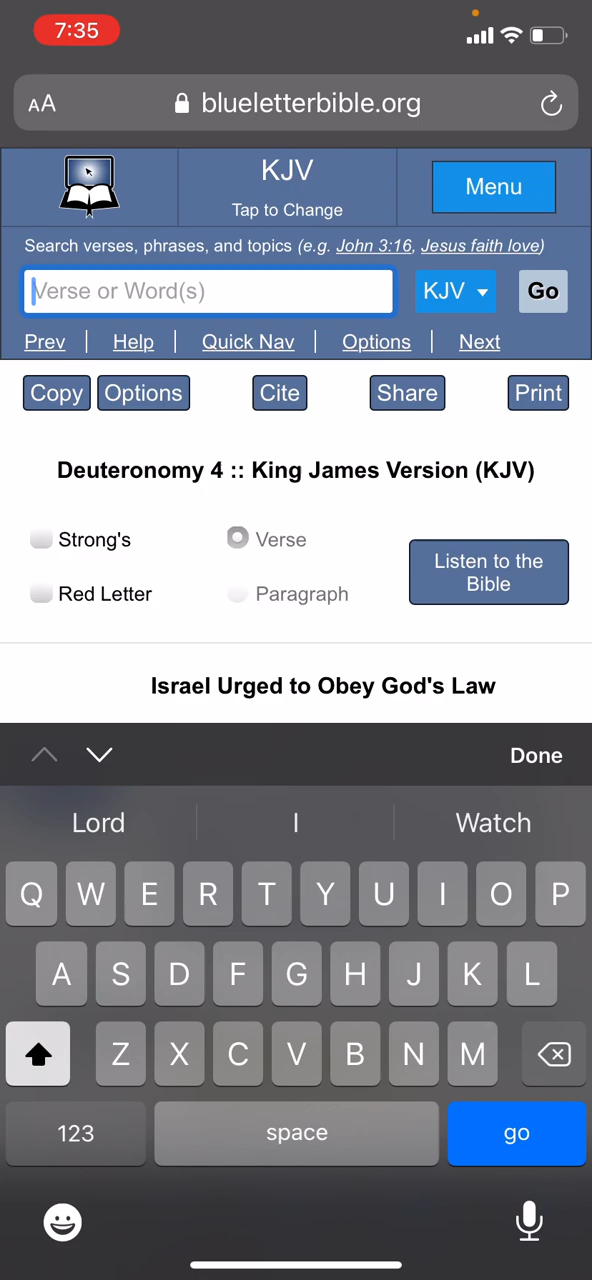 7:35
AA blueletterbible.org
KJV
Tap to Change
Menu
Search verses, phrases, and topics (e.g. John 3:16, Jesus faith love)
Verse or Word(s) KJV Go
Prev | Help | Quick Nav | Options | Next
Copy Options Cite Share Print
Deuteronomy 4 :: King James Version (KJV)
Strong's Verse
Listen to the
Bible
Red Letter Paragraph
Israel Urged to Obey God's Law
Done
Lord I Watch
Q W E R T Y U I O P
A S D F G H J K L
Z X C V B N M
123 space go